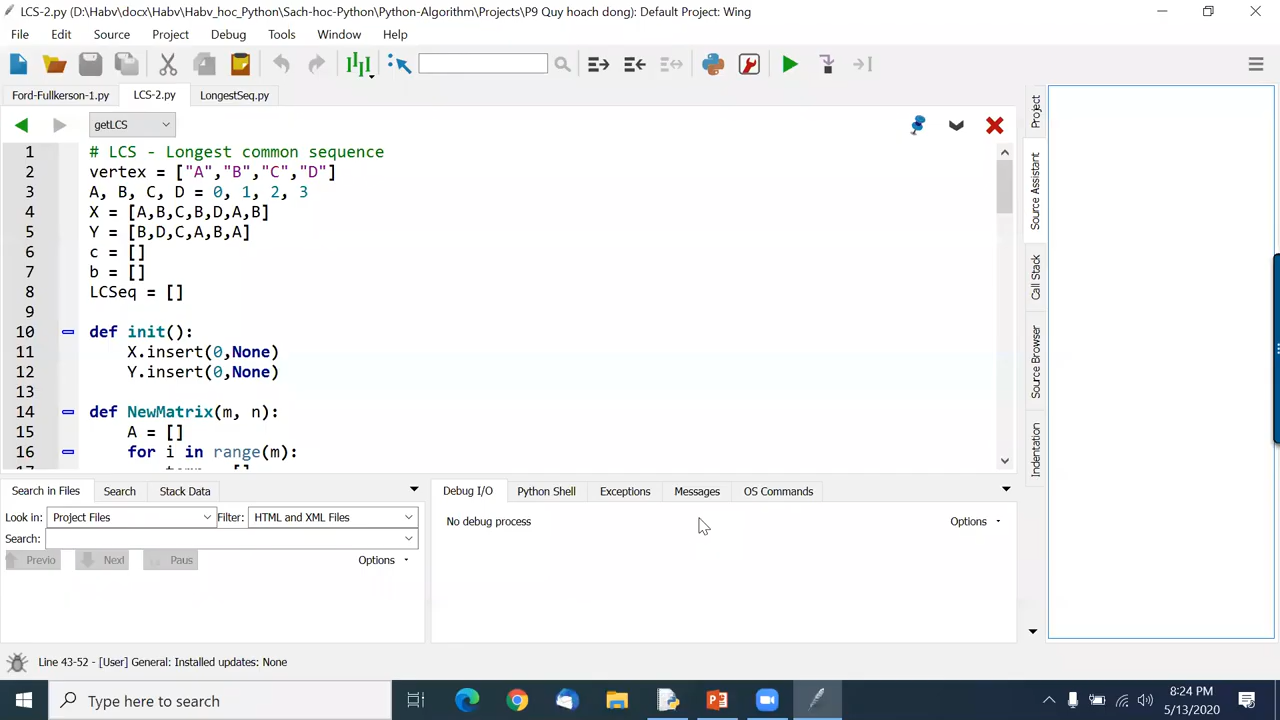 LCS-2.py (D:\Habv\docx\Habv\Habv_hoc_Python\Sach-hoc-Python\Python-Algorithm\Projects\P9 Quy hoach dong): Default Project: Wing
File Edit Source Project Debug Tools Window Help
Ford-Fullkerson-1.py LCS-2.py LongestSeq.py
getLCS
1 # LCS - Longest common sequence
2 vertex = ["A","B","C","D"]
3 A, B, C, D = 0, 1, 2, 3
4 X = [A,B,C,B,D,A,B]
5 Y = [B,D,C,A,B,A]
6 c = []
7 b = []
8 LCSeq = []
9
10 def init():
11 X.insert(0,None)
12 Y.insert(0,None)
13
14 def NewMatrix(m, n):
15 A = []
16 for i in range(m):
Project
Source Assistant
Call Stack
Source Browser
Indentation
Search in Files Search Stack Data
Look in: Project Files Filter: HTML and XML Files
Search:
Previo Next Paus Options
Debug I/O Python Shell Exceptions Messages OS Commands
No debug process Options
Line 43-52 - [User] General: Installed updates: None
Type here to search
8:24 PM
5/13/2020